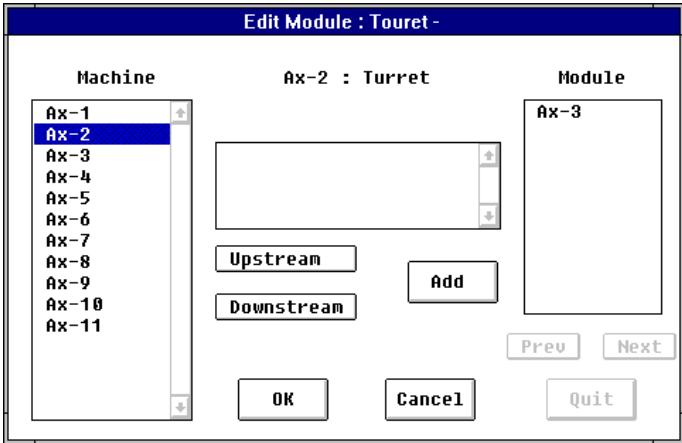 Edit Module : Touret -
Machine
Ax-2 : Turret
Module
Ax-1
Ax-2
Ax-3
Ax-4
Ax-5
Ax-6
Ax-7
Ax-8
Ax-9
Ax-10
Ax-11
Ax-3
Upstream
Downstream
Add
Prev
Next
OK
Cancel
Quit